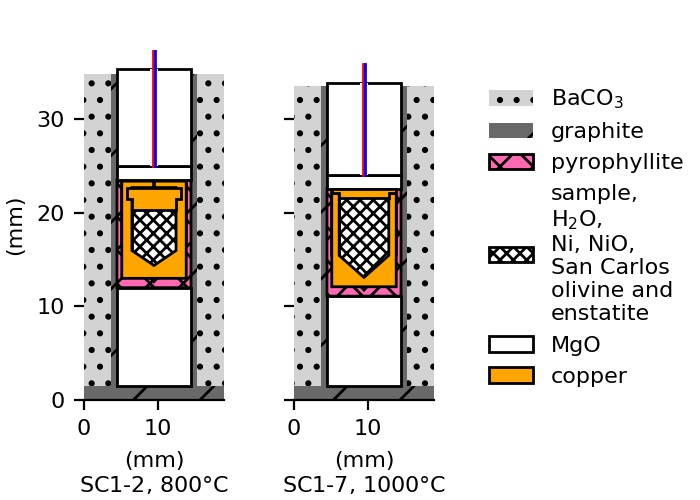 (mm)
30
20
10
0
0
10
(mm)
SC1-2, 800°C
0
10
(mm)
SC1-7, 1000°C
BaCO₃
graphite
pyrophyllite
sample,
H₂O,
Ni, NiO,
San Carlos
olivine and
enstatite
MgO
copper